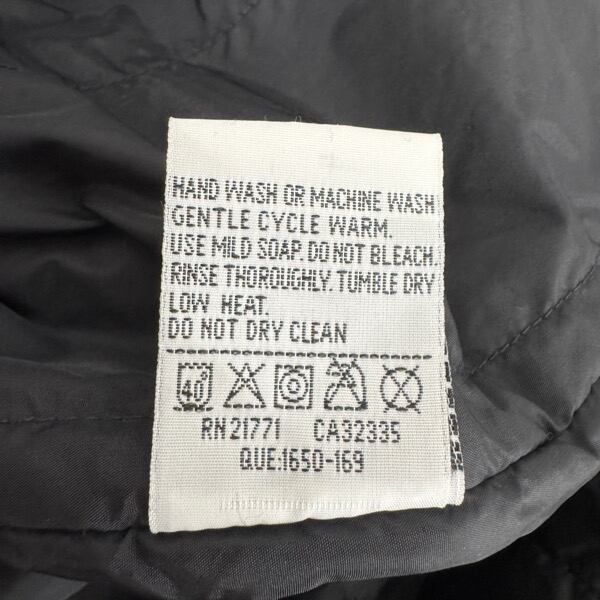 HAND WASH OR MACHINE WASH
GENTLE CYCLE WARM.
USE MILD SOAP. DO NOT BLEACH.
RINSE THOROUGHLY. TUMBLE DRY
LOW HEAT.
DO NOT DRY CLEAN
40°
RN 21771 CA32335
QUE.1650-169